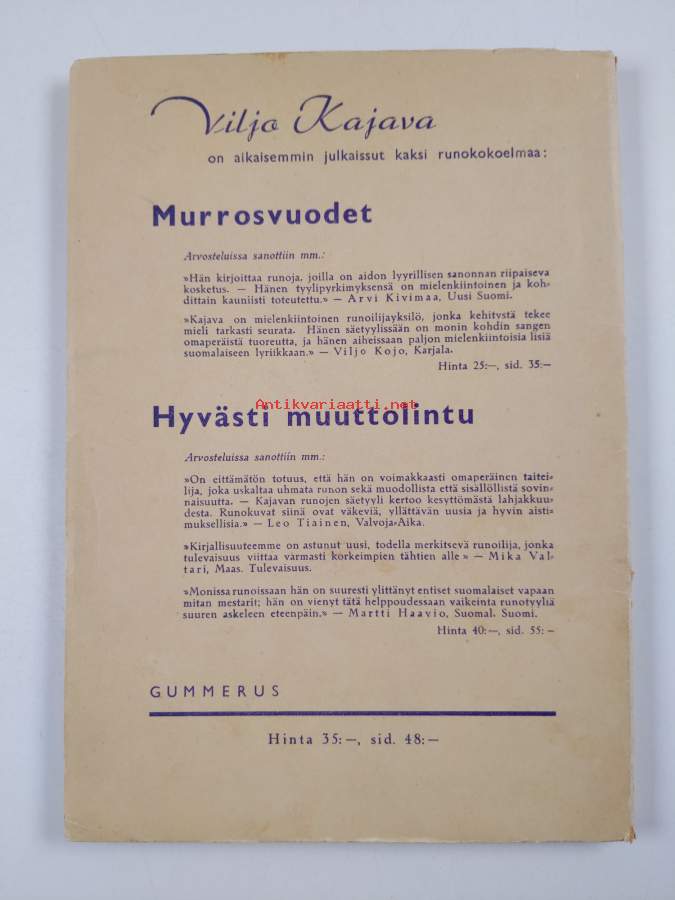 Viljo Kajava
on aikaisemmin julkaissut kaksi runokokoelmaa:
Murrosvuodet
Arvosteluissa sanottiin mm.:
»Hän kirjoittaa runoja, joilla on aidon lyyrillisen sanonnan riipaiseva
kosketus. — Hänen tyylipyrkimyksensä on mielenkiintoinen ja koh-
dittain kauniisti toteutettu.» — Arvi Kivimaa, Uusi Suomi.
»Kajava on mielenkiintoinen runoilijayksilö, jonka kehitystä tekee
mieli tarkasti seurata. Hänen säetyylissään on monin kohdin sangen
omaperäistä tuoreutta, ja hänen aiheissaan paljon mielenkiintoisia lisiä
suomalaiseen lyriikkaan.» — Viljo Kojo, Karjala.
Hinta 25:—, sid. 35:—
Antikvariaatti.net
Hyvästi muuttolintu
Arvosteluissa sanottiin mm.:
»On eittämätön totuus, että hän on voimakkaasti omaperäinen taitei-
lija, joka uskaltaa uhmata runon sekä muodollista että sisällöllistä sovin-
naisuutta. — Kajavan runojen säetyyli kertoo kesyttömästä lahjakkuu-
desta. Runokuvat siinä ovat väkeviä, yllättävän uusia ja hyvin aisti-
muksellisia.» — Leo Tiainen, Valvoja-Aika.
»Kirjallisuuteemme on astunut uusi, todella merkitsevä runoilija, jonka
tulevaisuus viittaa varmasti korkeimpien tähtien alle» — Mika Val-
tari, Maas. Tulevaisuus.
»Monissa runoissaan hän on suuresti ylittänyt entiset suomalaiset vapaan
mitan mestarit; hän on vienyt tätä helppoudessaan vaikeinta runotyyliä
suuren askeleen eteenpäin.» — Martti Haavio, Suomal. Suomi.
Hinta 40:—, sid. 55:—
GUMMERUS
Hinta 35:—, sid. 48:—